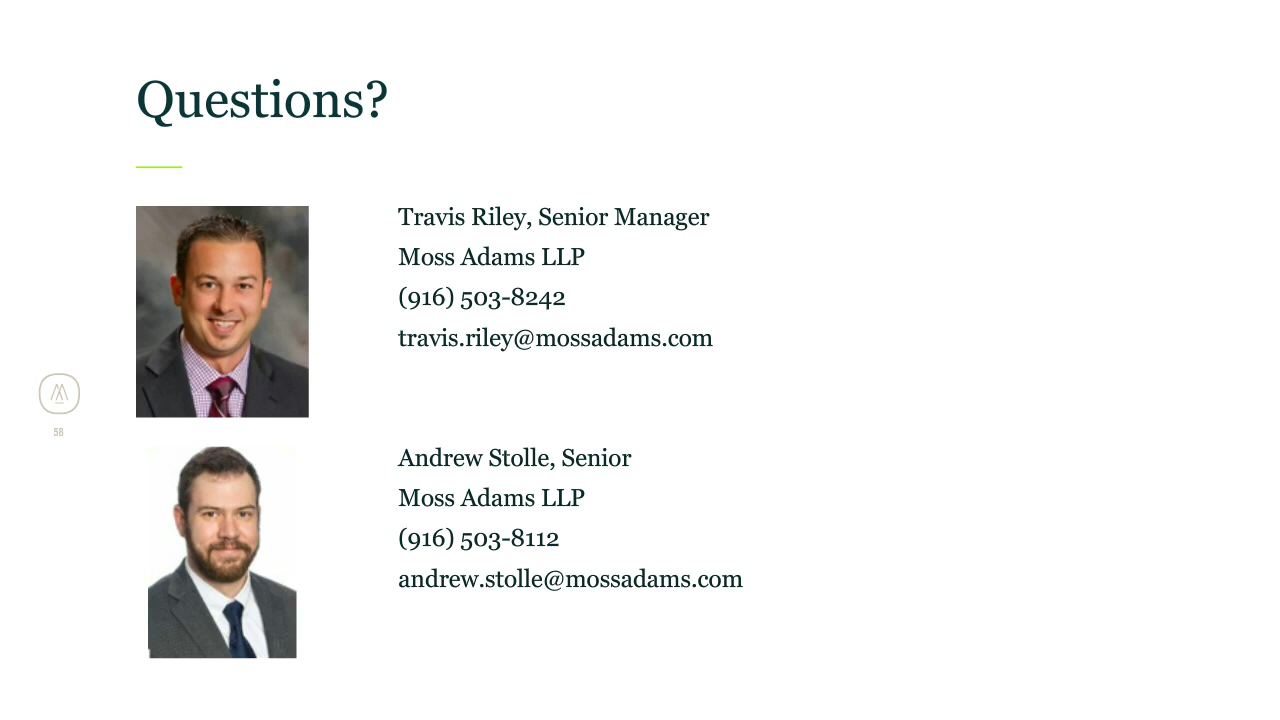 Questions?
Travis Riley, Senior Manager
Moss Adams LLP
(916) 503-8242
travis.riley@mossadams.com
58
Andrew Stolle, Senior
Moss Adams LLP
(916) 503-8112
andrew.stolle@mossadams.com